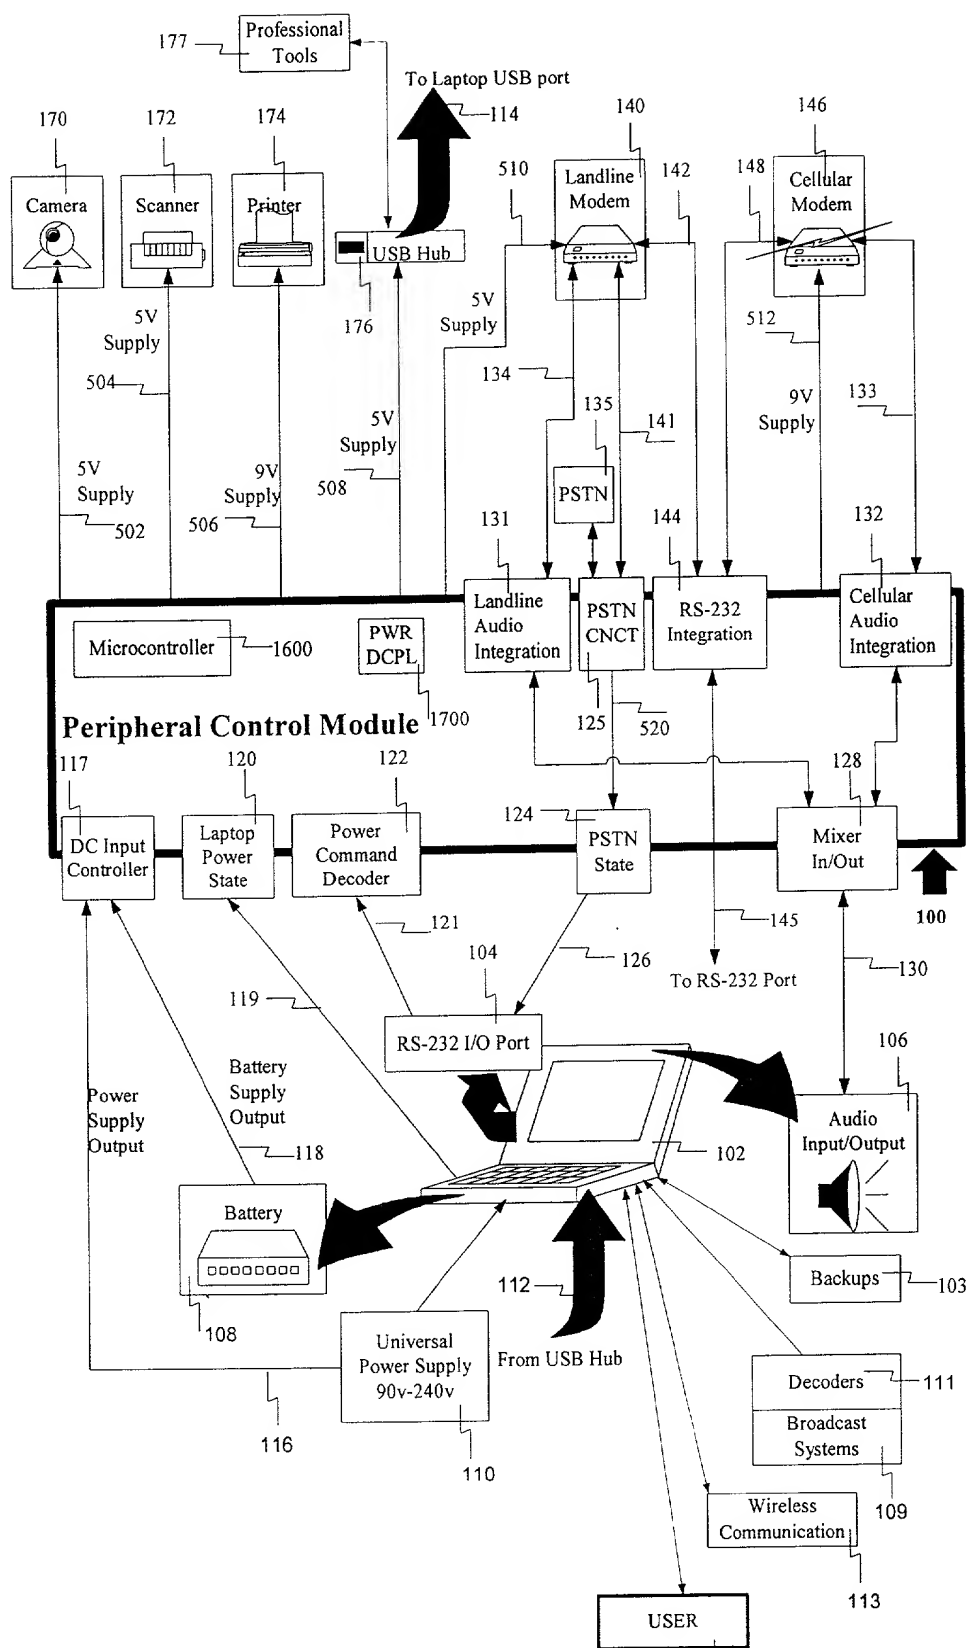 177
Professional
Tools
To Laptop USB port
114
170
172
174
140
146
510
142
148
Camera
Scanner
Printer
Landline
Modem
Cellular
Modem
USB Hub
176
5V
Supply
504
5V
Supply
134
512
135
141
9V
Supply
133
5V
Supply
502
9V
Supply
506
5V
Supply
508
PSTN
131
144
132
Landline
Audio
Integration
PSTN
CNCT
RS-232
Integration
Cellular
Audio
Integration
Microcontroller
1600
PWR
DCPL
1700
125
520
Peripheral Control Module
117
120
122
128
124
DC Input
Controller
Laptop
Power
State
Power
Command
Decoder
PSTN
State
Mixer
In/Out
100
121
104
126
145
130
To RS-232 Port
119
RS-232 I/O Port
106
Power
Supply
Output
Battery
Supply
Output
118
102
Audio
Input/Output
Battery
108
112
Backups
103
Universal
Power Supply
90v-240v
From USB Hub
Decoders
111
116
110
Broadcast
Systems
109
Wireless
Communication
113
USER